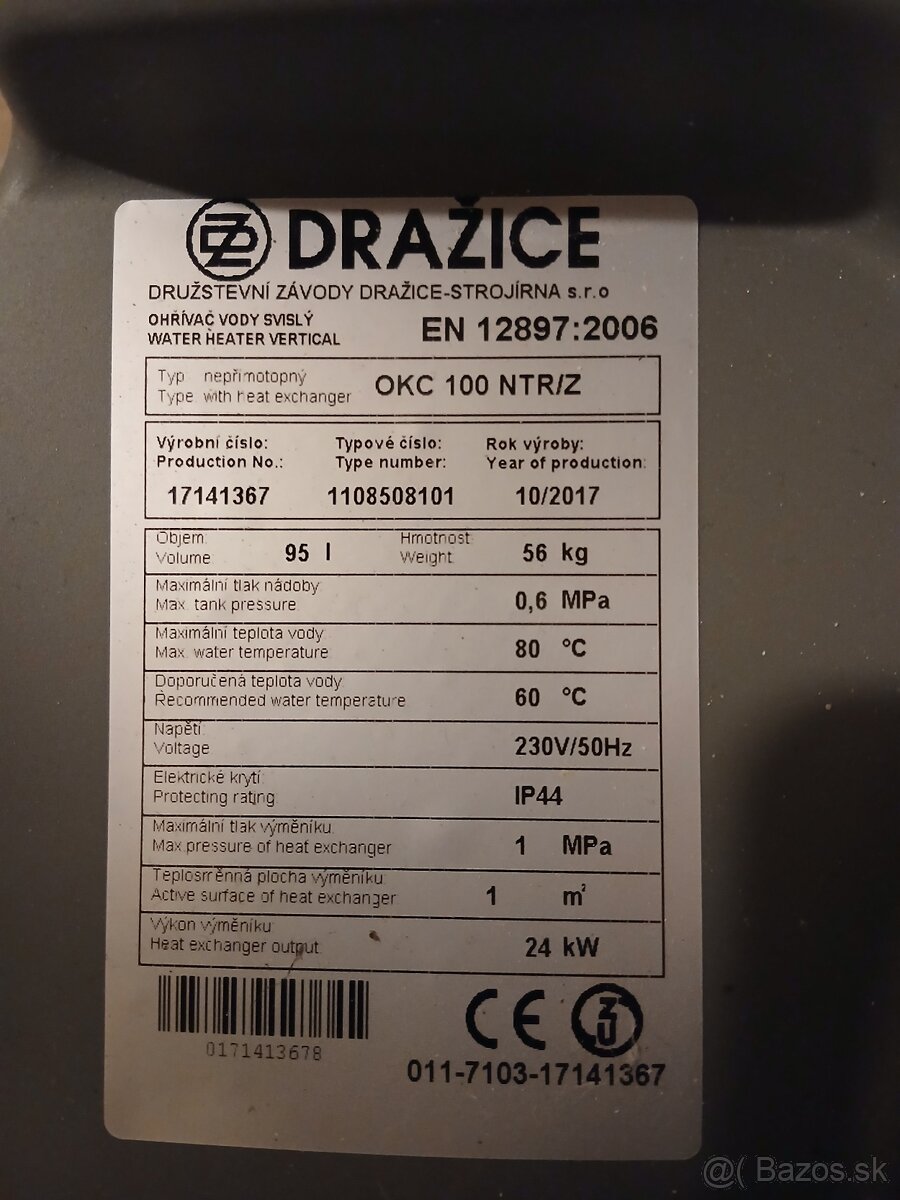 DZ DRAŽICE
DRUŽSTEVNÍ ZÁVODY DRAŽICE-STROJÍRNA s.r.o
OHŘÍVAČ VODY SVISLÝ
WATER HEATER VERTICAL
EN 12897:2006
Typ nepřímotopný
Type with heat exchanger
OKC 100 NTR/Z
Výrobní číslo: Typové číslo: Rok výroby:
Production No.: Type number: Year of production:
17141367 1108508101 10/2017
Objem: Hmotnost:
Volume: 95 l Weight: 56 kg
Maximální tlak nádoby:
Max. tank pressure: 0,6 MPa
Maximální teplota vody:
Max. water temperature: 80 °C
Doporučená teplota vody:
Recommended water temperature 60 °C
Napětí:
Voltage 230V/50Hz
Elektrické krytí:
Protecting rating: IP44
Maximální tlak výměníku:
Max.pressure of heat exchanger 1 MPa
Teplosměnná plocha výměníku:
Active surface of heat exchanger 1 m²
Výkon výměníku:
Heat exchanger output: 24 kW
0171413678
CE
011-7103-17141367
@( Bazos.sk